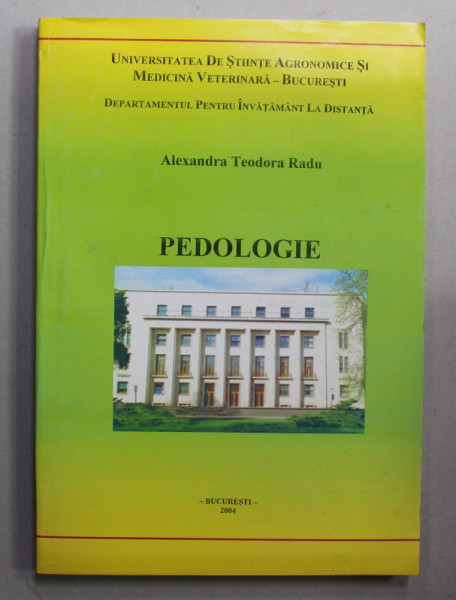 UNIVERSITATEA DE ȘTIINȚE AGRONOMICE ȘI
MEDICINĂ VETERINARĂ – BUCUREȘTI
DEPARTAMENTUL PENTRU ÎNVĂȚĂMÂNT LA DISTANȚĂ
Alexandra Teodora Radu
PEDOLOGIE
– BUCUREȘTI –
2004